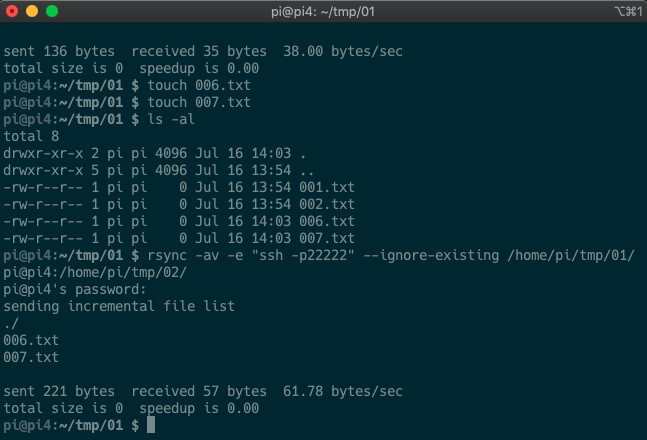 pi@pi4: ~/tmp/01
⌥⌘1
sent 136 bytes  received 35 bytes  38.00 bytes/sec
total size is 0  speedup is 0.00
pi@pi4:~/tmp/01 $ touch 006.txt
pi@pi4:~/tmp/01 $ touch 007.txt
pi@pi4:~/tmp/01 $ ls -al
total 8
drwxr-xr-x 2 pi pi 4096 Jul 16 14:03 .
drwxr-xr-x 5 pi pi 4096 Jul 16 13:54 ..
-rw-r--r-- 1 pi pi    0 Jul 16 13:54 001.txt
-rw-r--r-- 1 pi pi    0 Jul 16 13:54 002.txt
-rw-r--r-- 1 pi pi    0 Jul 16 14:03 006.txt
-rw-r--r-- 1 pi pi    0 Jul 16 14:03 007.txt
pi@pi4:~/tmp/01 $ rsync -av -e "ssh -p22222" --ignore-existing /home/pi/tmp/01/
pi@pi4:/home/pi/tmp/02/
pi@pi4's password:
sending incremental file list
./
006.txt
007.txt
sent 221 bytes  received 57 bytes  61.78 bytes/sec
total size is 0  speedup is 0.00
pi@pi4:~/tmp/01 $